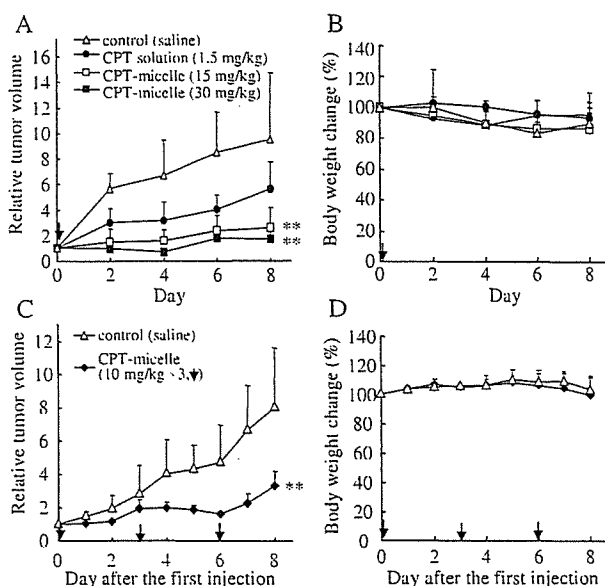 A
control (saline)
CPT solution (1.5 mg/kg)
CPT-micelle (15 mg/kg)
CPT-micelle (30 mg/kg)
Relative tumor volume
16
14
12
10
8
6
4
2
0
**
**
0 2 4 6 8
Day
B
Body weight change (%)
140
120
100
80
60
40
20
0
0 2 4 6 8
Day
C
control (saline)
CPT-micelle
(10 mg/kg × 3, )
Relative tumor volume
12
10
8
6
4
2
0
**
0 2 4 6 8
Day after the first injection
D
Body weight change (%)
140
120
100
80
60
40
20
0
0 2 4 6 8
Day after the first injection